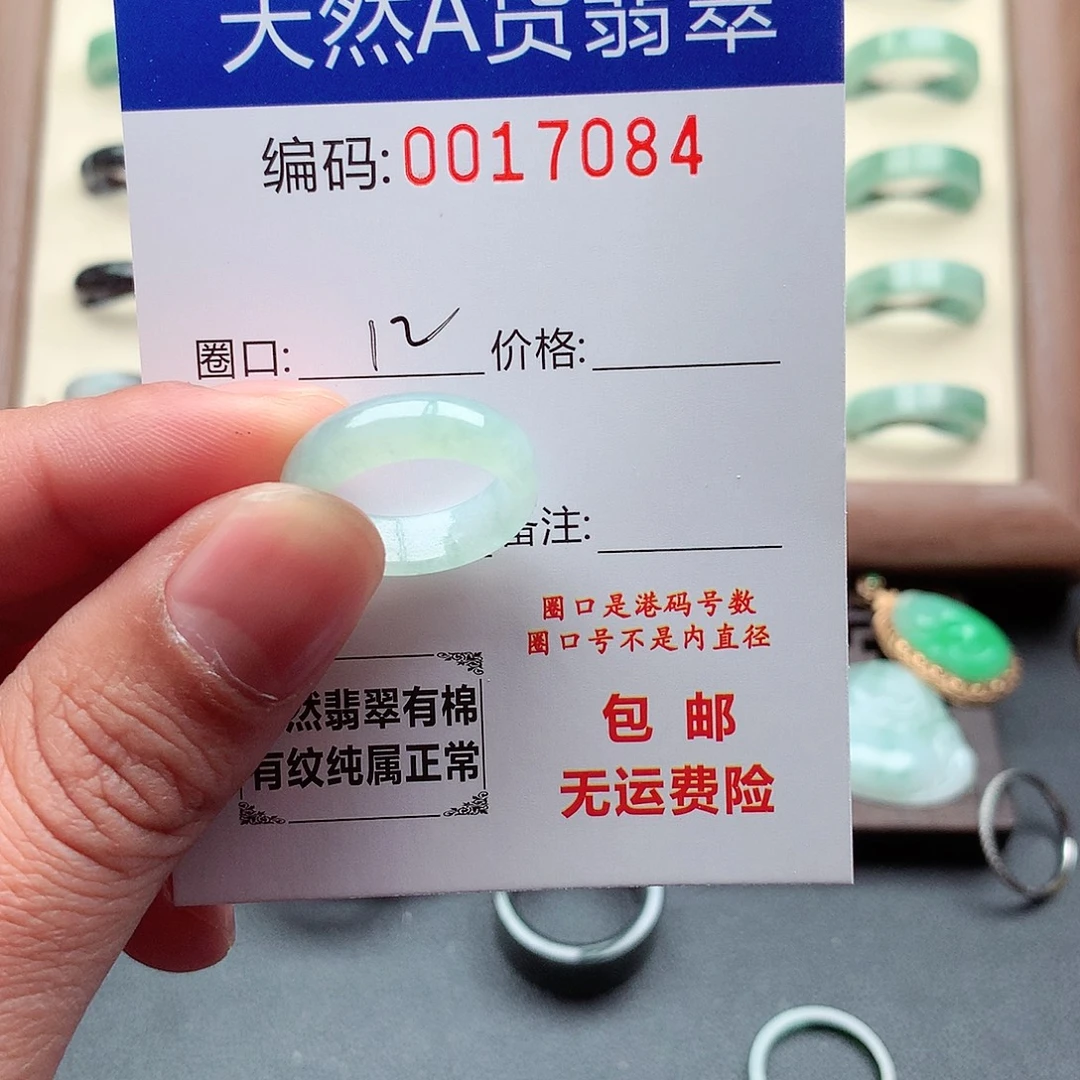 天然A货翡翠
编码:0017084
圈口: 12 价格:
备注:
圈口是港码号数
圈口号不是内直径
然翡翠有棉
有纹纯属正常
包 邮
无运费险